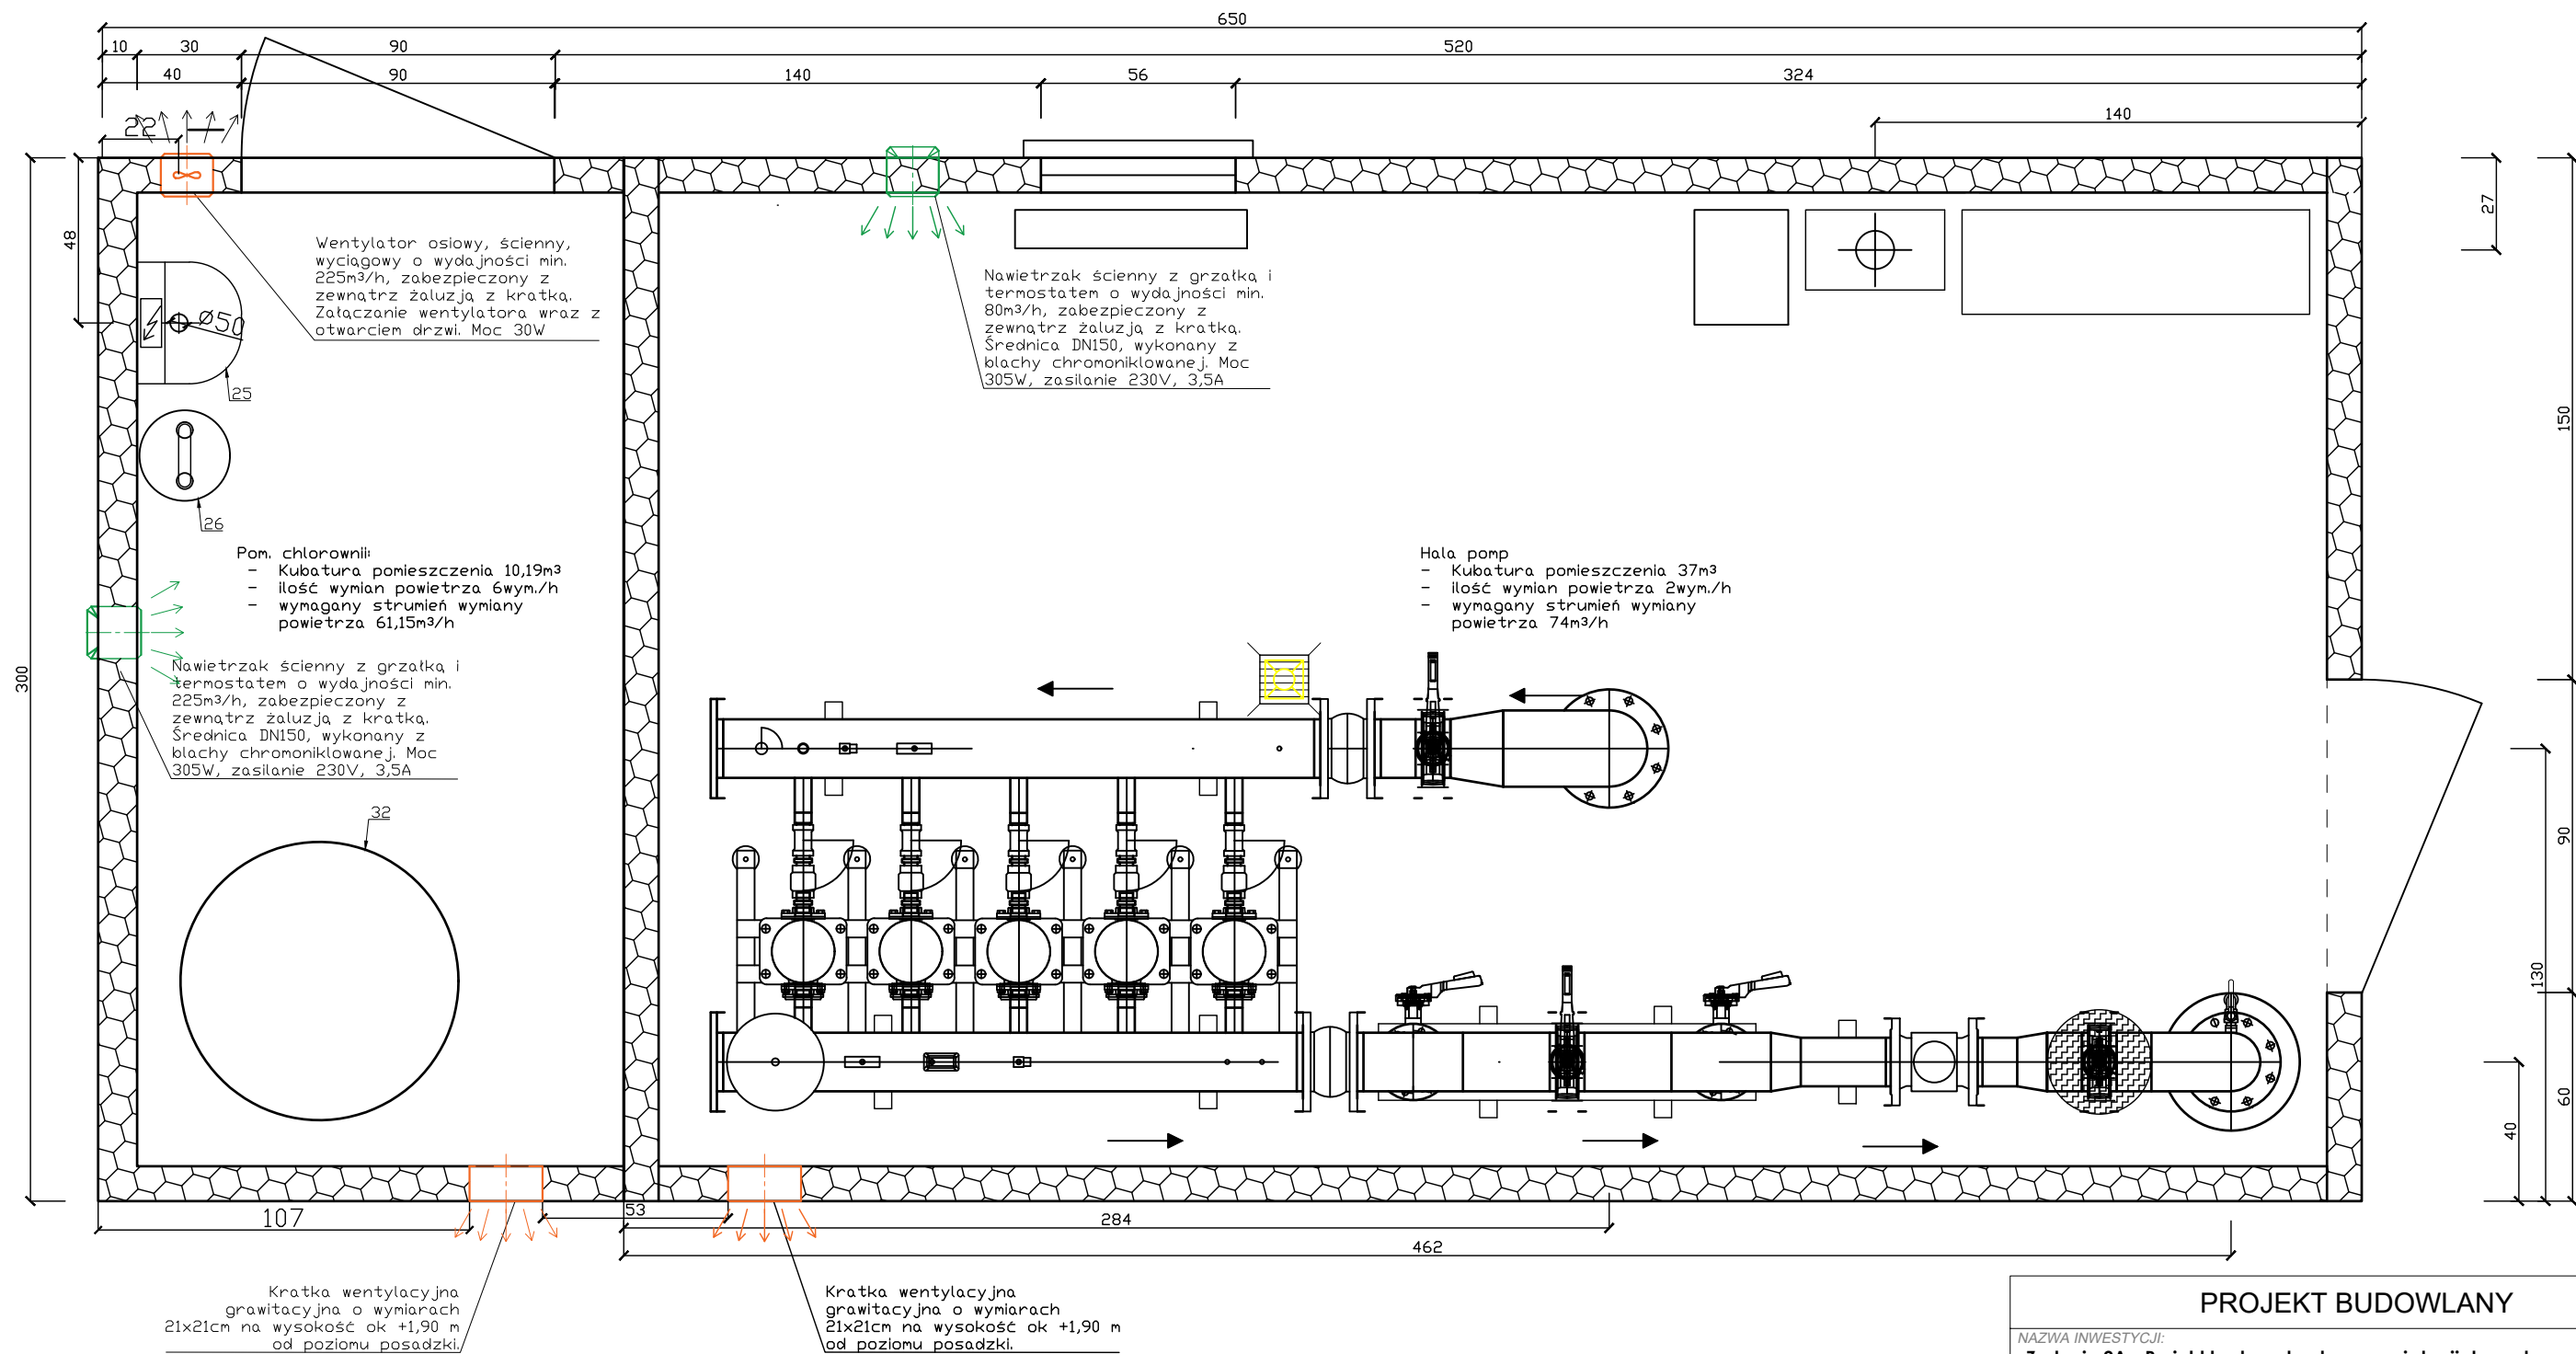 650
10 30 90 520
40 90 140 56 324
140
22
27
48
Wentylator osiowy, ścienny,
wyciągowy o wydajności min.
225m³/h, zabezpieczony z
zewnątrz żaluzją z kratką.
Załączanie wentylatora wraz z
otwarciem drzwi. Moc 30W
Nawietrzak ścienny z grzałką i
termostatem o wydajności min.
80m³/h, zabezpieczony z
zewnątrz żaluzją z kratką.
Średnica DN150, wykonany z
blachy chromoniklowanej. Moc
305W, zasilanie 230V, 3,5A
ø50
25
26
150
300
Pom. chlorownii:
- Kubatura pomieszczenia 10,19m³
- ilość wymian powietrza 6wym./h
- wymagany strumień wymiany
powietrza 61,15m³/h
Hala pomp
- Kubatura pomieszczenia 37m³
- ilość wymian powietrza 2wym./h
- wymagany strumień wymiany
powietrza 74m³/h
Nawietrzak ścienny z grzałką i
termostatem o wydajności min.
225m³/h, zabezpieczony z
zewnątrz żaluzją z kratką.
Średnica DN150, wykonany z
blachy chromoniklowanej. Moc
305W, zasilanie 230V, 3,5A
32
90
130
60
40
107
53
284
462
Kratka wentylacyjna
grawitacyjna o wymiarach
21x21cm na wysokość ok +1,90 m
od poziomu posadzki.
Kratka wentylacyjna
grawitacyjna o wymiarach
21x21cm na wysokość ok +1,90 m
od poziomu posadzki.
PROJEKT BUDOWLANY
NAZWA INWESTYCJI: